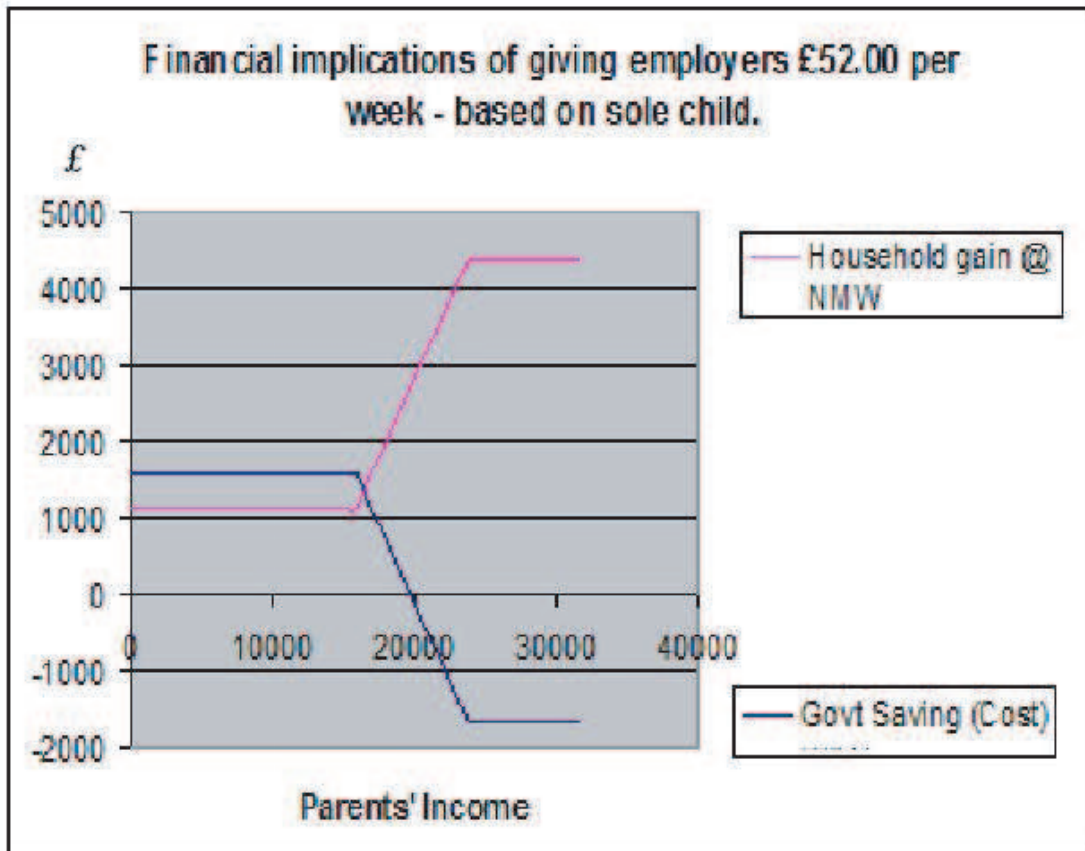 Financial implications of giving employers £52.00 per
week - based on sole child.
£
5000
4000
3000
2000
1000
0
-1000
-2000
0 10000 20000 30000 40000
Parents' Income
Household gain @
NMW
Govt Saving (Cost)